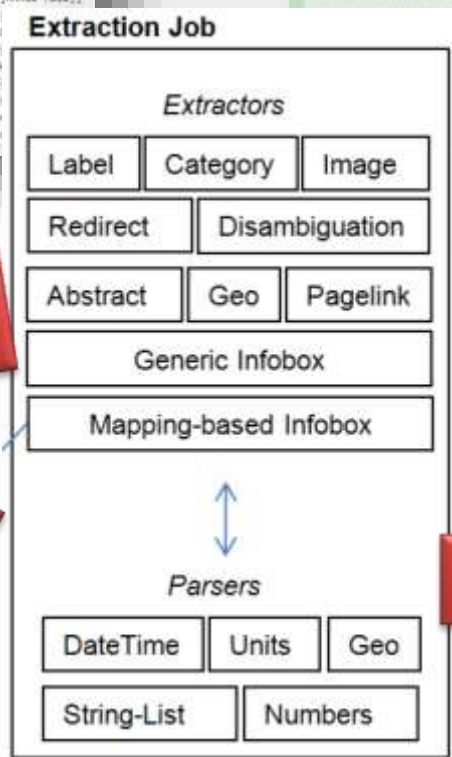 Extraction Job
Extractors
Label Category Image
Redirect Disambiguation
Abstract Geo Pagelink
Generic Infobox
Mapping-based Infobox
Parsers
DateTime Units Geo
String-List Numbers